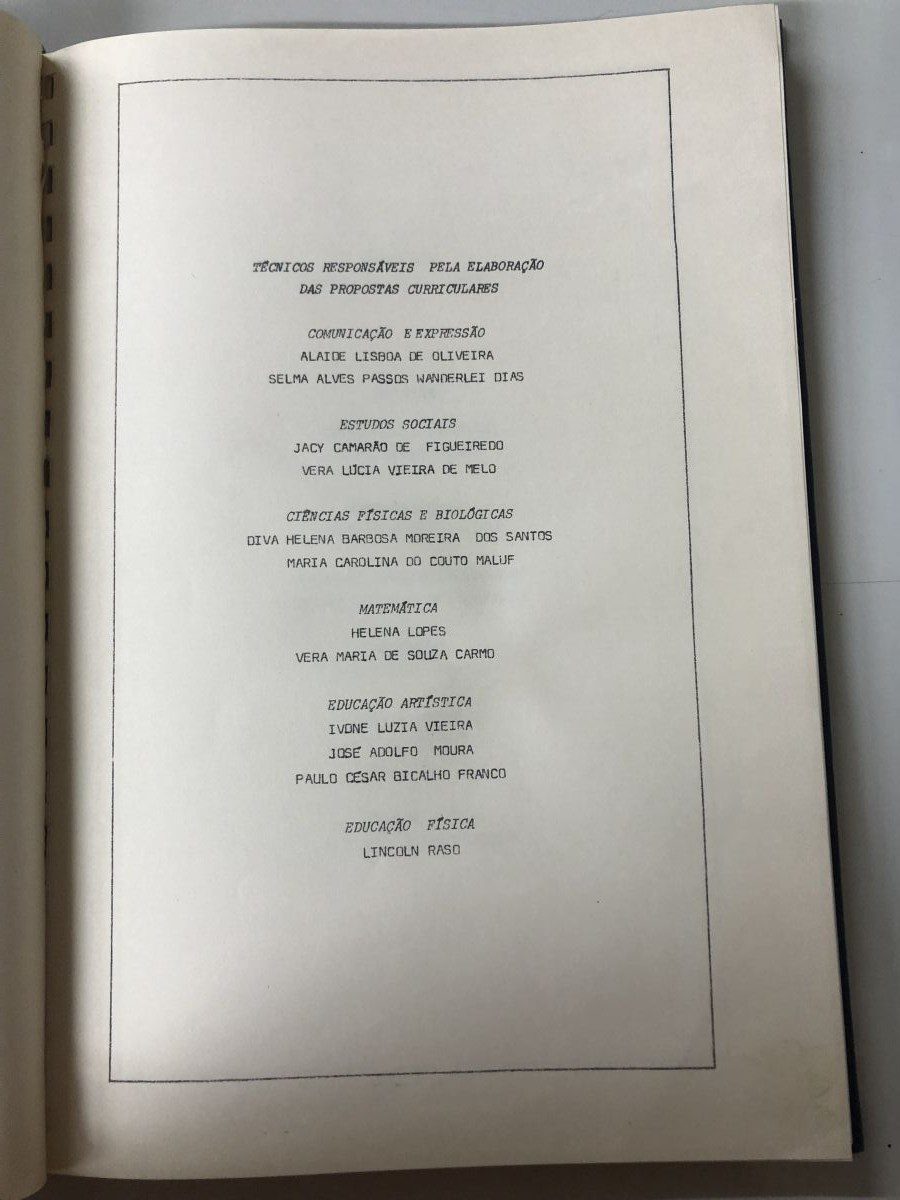 TÉCNICOS RESPONSÁVEIS PELA ELABORAÇÃO
DAS PROPOSTAS CURRICULARES
COMUNICAÇÃO E EXPRESSÃO
ALAIDE LISBOA DE OLIVEIRA
SELMA ALVES PASSOS WANDERLEI DIAS
ESTUDOS SOCIAIS
JACY CAMARÃO DE FIGUEIREDO
VERA LÚCIA VIEIRA DE MELO
CIÊNCIAS FÍSICAS E BIOLÓGICAS
DIVA HELENA BARBOSA MOREIRA DOS SANTOS
MARIA CAROLINA DO COUTO MALUF
MATEMÁTICA
HELENA LOPES
VERA MARIA DE SOUZA CARMO
EDUCAÇÃO ARTÍSTICA
IVONE LUZIA VIEIRA
JOSÉ ADOLFO MOURA
PAULO CÉSAR BICALHO FRANCO
EDUCAÇÃO FÍSICA
LINCOLN RASO